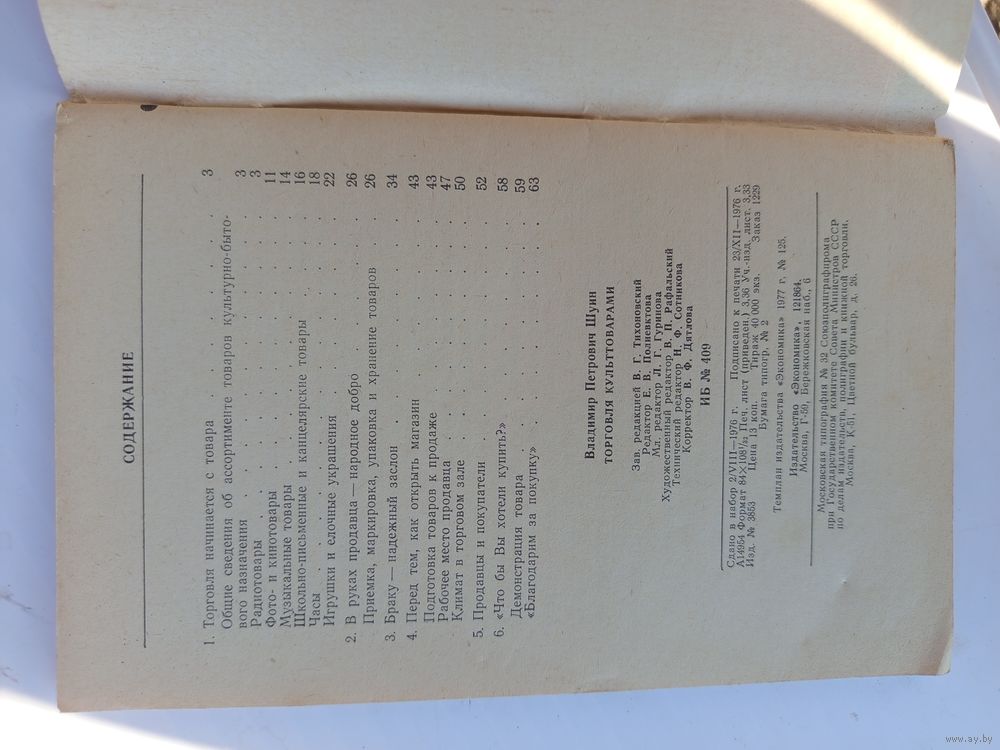 СОДЕРЖАНИЕ
1. Торговля начинается с товара . . . . . . 3
Общие сведения об ассортименте товаров культурно-быто-
вого назначения . . . . . . . . . 3
Радиотовары . . . . . . . . . 3
Фото- и кинотовары . . . . . . . . 11
Музыкальные товары . . . . . . . . 14
Школьно-письменные и канцелярские товары . . . . 16
Часы . . . . . . . . . . 18
Игрушки и елочные украшения . . . . . . 22
2. В руках продавца — народное добро . . . . . 26
Приемка, маркировка, упаковка и хранение товаров . . 26
3. Браку — надежный заслон . . . . . . 34
4. Перед тем, как открыть магазин . . . . . 43
Подготовка товаров к продаже . . . . . . 43
Рабочее место продавца . . . . . . . 47
Климат в торговом зале . . . . . . . 50
5. Продавцы и покупатели . . . . . . . 52
6. «Что бы Вы хотели купить?» . . . . . . 58
Демонстрация товара . . . . . . . 59
«Благодарим за покупку» . . . . . . . 63
Владимир Петрович Шуин
ТОРГОВЛЯ КУЛЬТТОВАРАМИ
Зав. редакцией В. Г. Тихоновский
Редактор Е. В. Полиевктова
Мл. редактор Л. Г. Гуринова
Художественный редактор В. П. Рафальский
Технический редактор Н. Ф. Сотникова
Корректор В. Ф. Дятлова
ИБ № 409
Сдано в набор 2/VIII—1976 г. Подписано к печати 23/XII—1976 г.
А14954 Формат 84×108¹/₃₂ Печ. лист (приведен.) 3,36 Уч.-изд. лист. 3,33
Изд. № 3853 Цена 13 коп. Тираж 40 000 экз. Заказ 1229
Бумага типогр. № 2
Темплан издательства «Экономика» 1977 г. № 125.
Издательство «Экономика», 121864,
Москва, Г-59, Бережковская наб., 6
Московская типография № 32 Союзполиграфпрома
при Государственном комитете Совета Министров СССР
по делам издательств, полиграфии и книжной торговли.
Москва, К-51, Цветной бульвар, д. 26.
www.ay.by